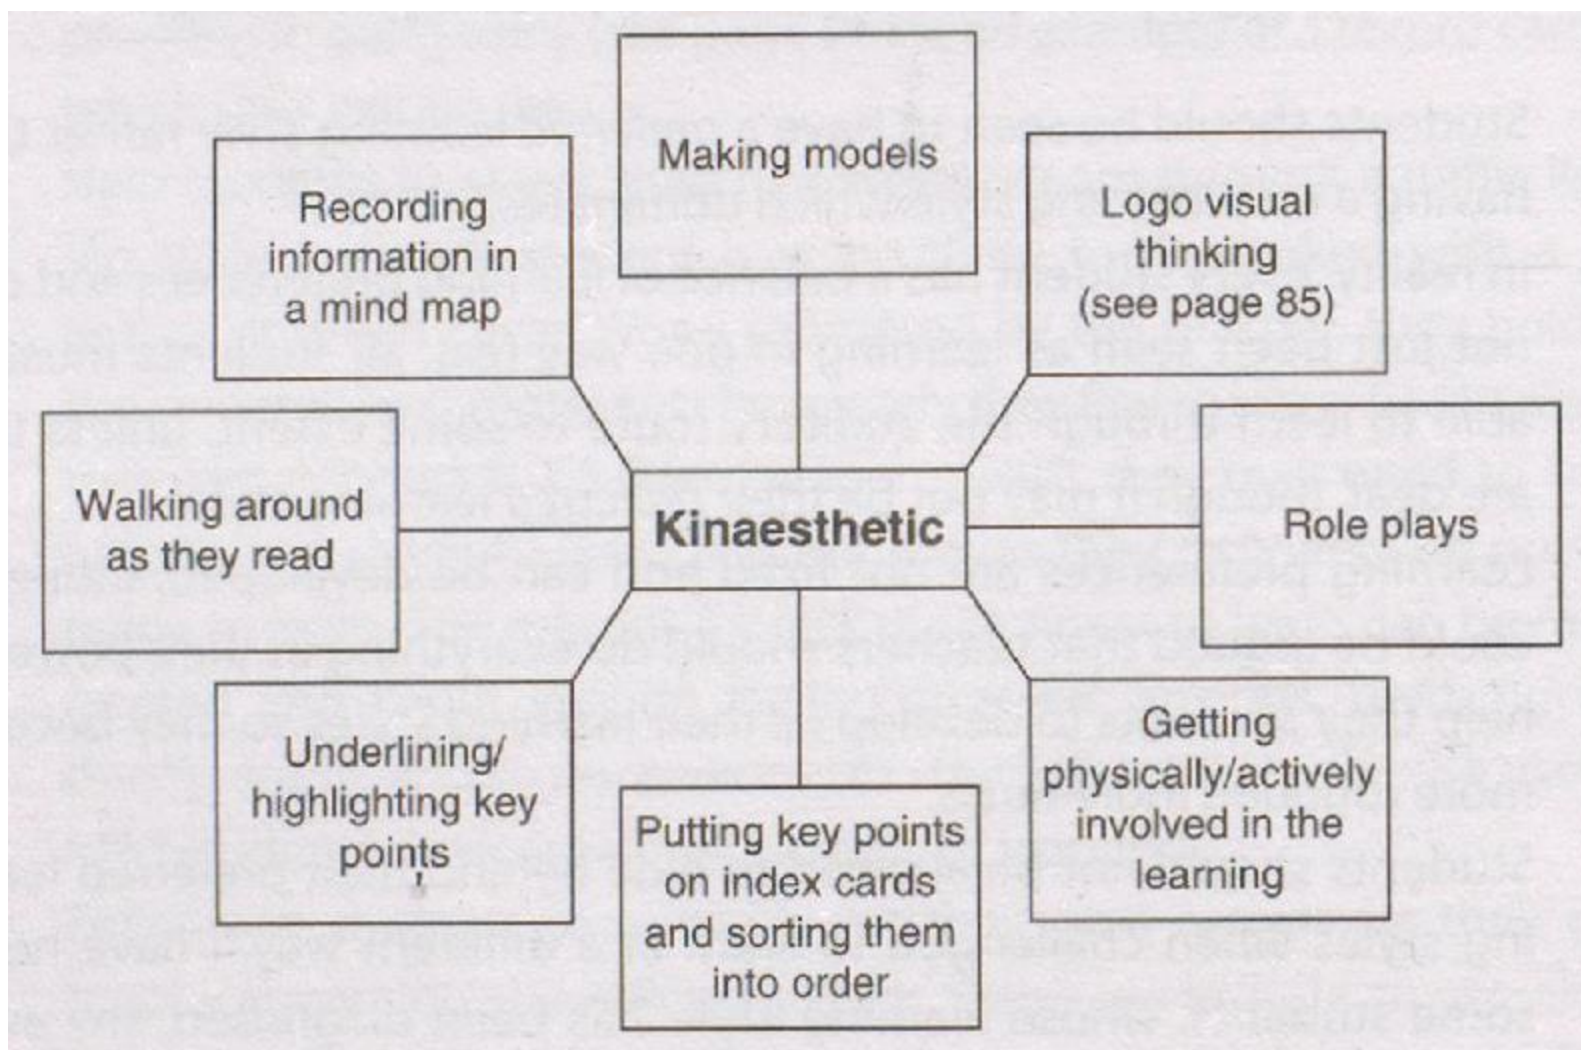 Making models
Recording
information in
a mind map
Logo visual
thinking
(see page 85)
Walking around
as they read
Kinaesthetic
Role plays
Underlining/
highlighting key
points
Putting key points
on index cards
and sorting them
into order
Getting
physically/actively
involved in the
learning